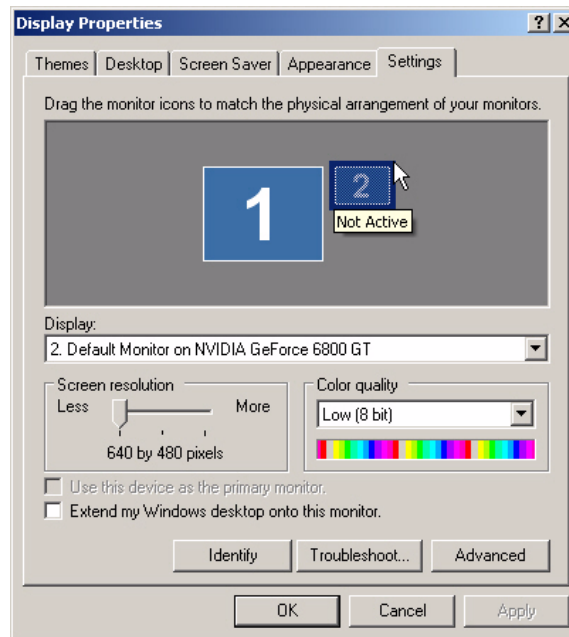 Display Properties
Themes Desktop Screen Saver Appearance Settings
Drag the monitor icons to match the physical arrangement of your monitors.
1 2
Not Active
Display:
2. Default Monitor on NVIDIA GeForce 6800 GT
Screen resolution Color quality
Less More Low (8 bit)
640 by 480 pixels
Use this device as the primary monitor.
Extend my Windows desktop onto this monitor.
Identify Troubleshoot... Advanced
OK Cancel Apply